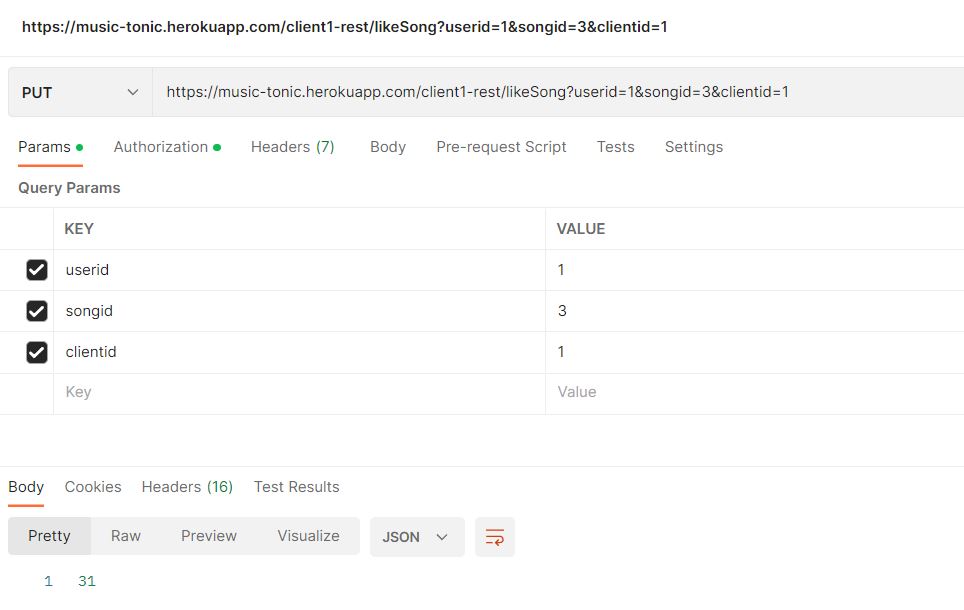 https://music-tonic.herokuapp.com/client1-rest/likeSong?userid=1&songid=3&clientid=1
PUT https://music-tonic.herokuapp.com/client1-rest/likeSong?userid=1&songid=3&clientid=1
Params Authorization Headers (7) Body Pre-request Script Tests Settings
Query Params
KEY VALUE
userid 1
songid 3
clientid 1
Key Value
Body Cookies Headers (16) Test Results
Pretty Raw Preview Visualize JSON
1 31